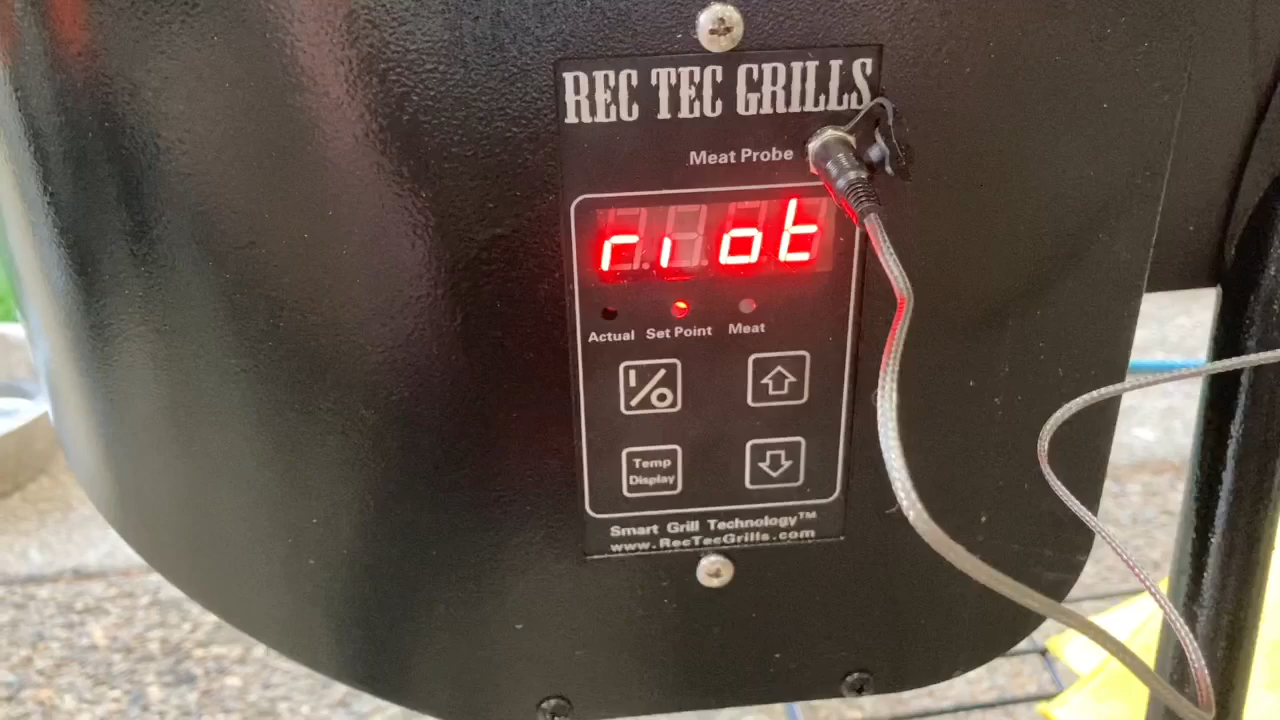 REC TEC GRILLS
Meat Probe
riot
Actual Set Point Meat
I/O
Temp
Display
Smart Grill Technology™
www.RecTecGrills.com